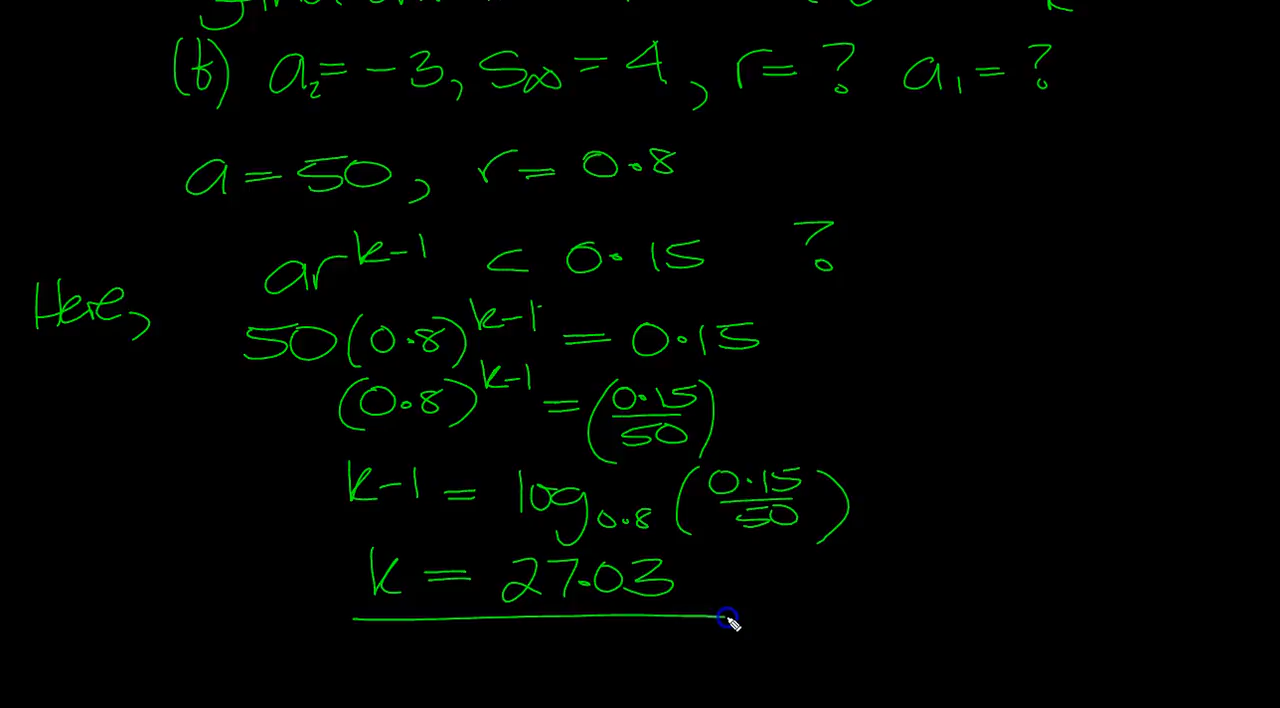 (b) a₂ = -3, S∞ = 4, r = ? a₁ = ?
a = 50, r = 0.8
ar^(k-1) < 0.15 ?
Here,
50(0.8)^(k-1) = 0.15
(0.8)^(k-1) = (0.15/50)
k-1 = log₀.₈ (0.15/50)
k = 27.03